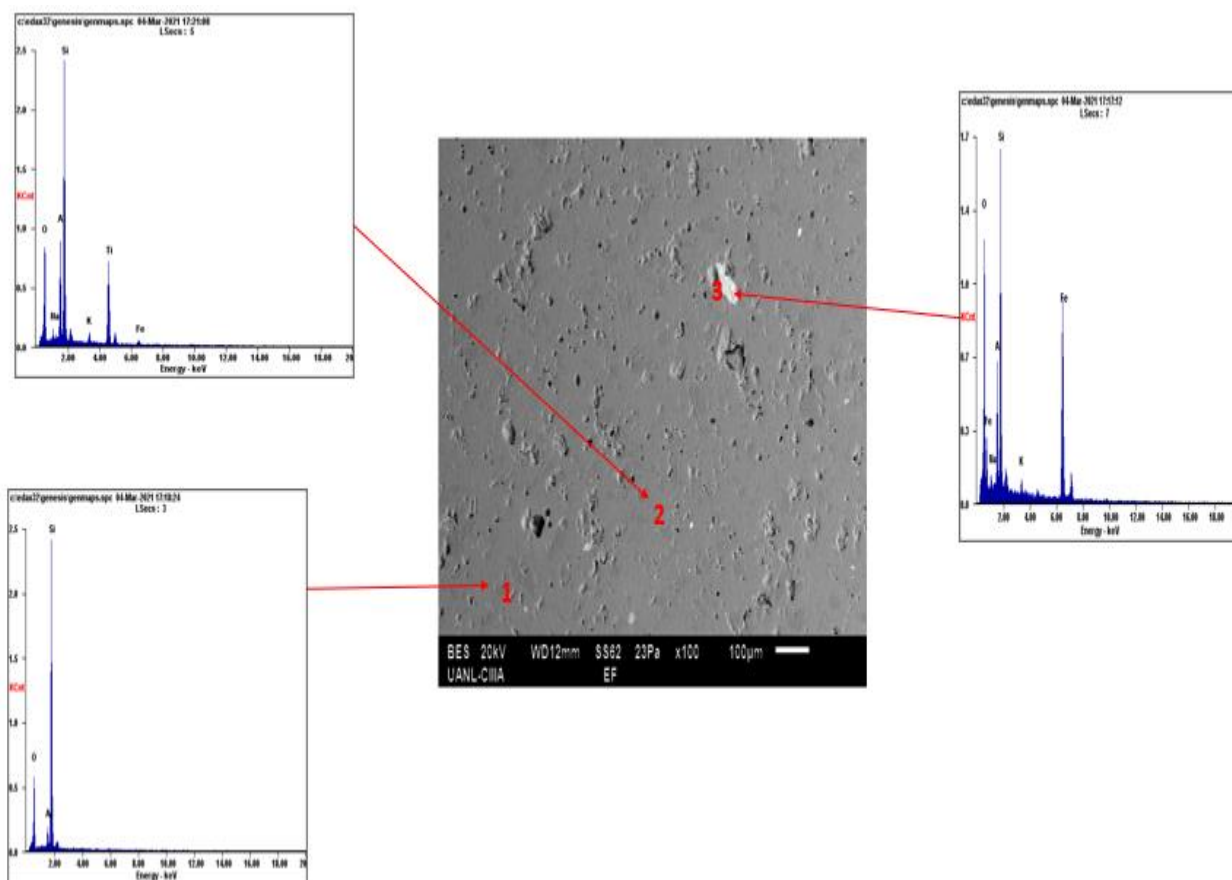 c:\edax32\genesis\genmaps.spc 04-Mar-2021 17:21:00
LSecs : 5
2.5
2.0
1.5
KCnt
1.0
0.5
0.0
Si
A
O
Ti
Na
K
Fe
2.00 4.00 6.00 8.00 10.00 12.00 14.00 16.00 18.00 20
Energy - keV
c:\edax32\genesis\genmaps.spc 04-Mar-2021 17:17:12
LSecs : 7
1.7
1.4
1.0
KCnt
0.7
0.3
0.0
Si
O
Fe
A
Fe
Na
K
2.00 4.00 6.00 8.00 10.00 12.00 14.00 16.00 18.00
Energy - keV
3
2
1
BES 20kV WD12mm SS62 23Pa x100 100µm
UANL-CIIIA EF
c:\edax32\genesis\genmaps.spc 04-Mar-2021 17:18:24
LSecs : 3
2.5
2.0
1.5
KCnt
1.0
0.5
0.0
Si
O
A
2.00 4.00 6.00 8.00 10.00 12.00 14.00 16.00 18.00 20
Energy - keV